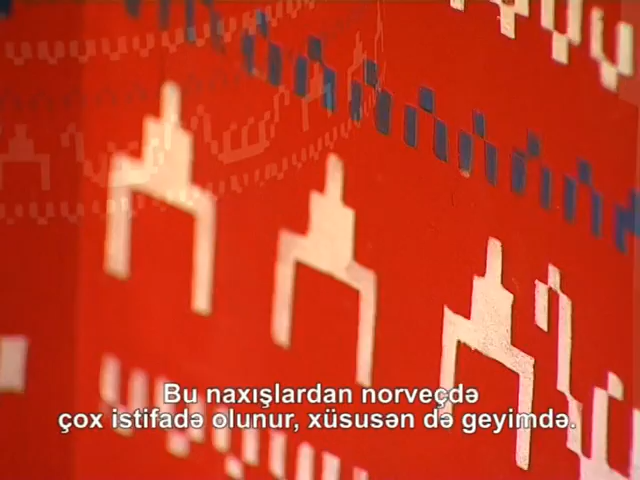 Bu naxışlardan norveçdə
çox istifadə olunur, xüsusən də geyimdə.